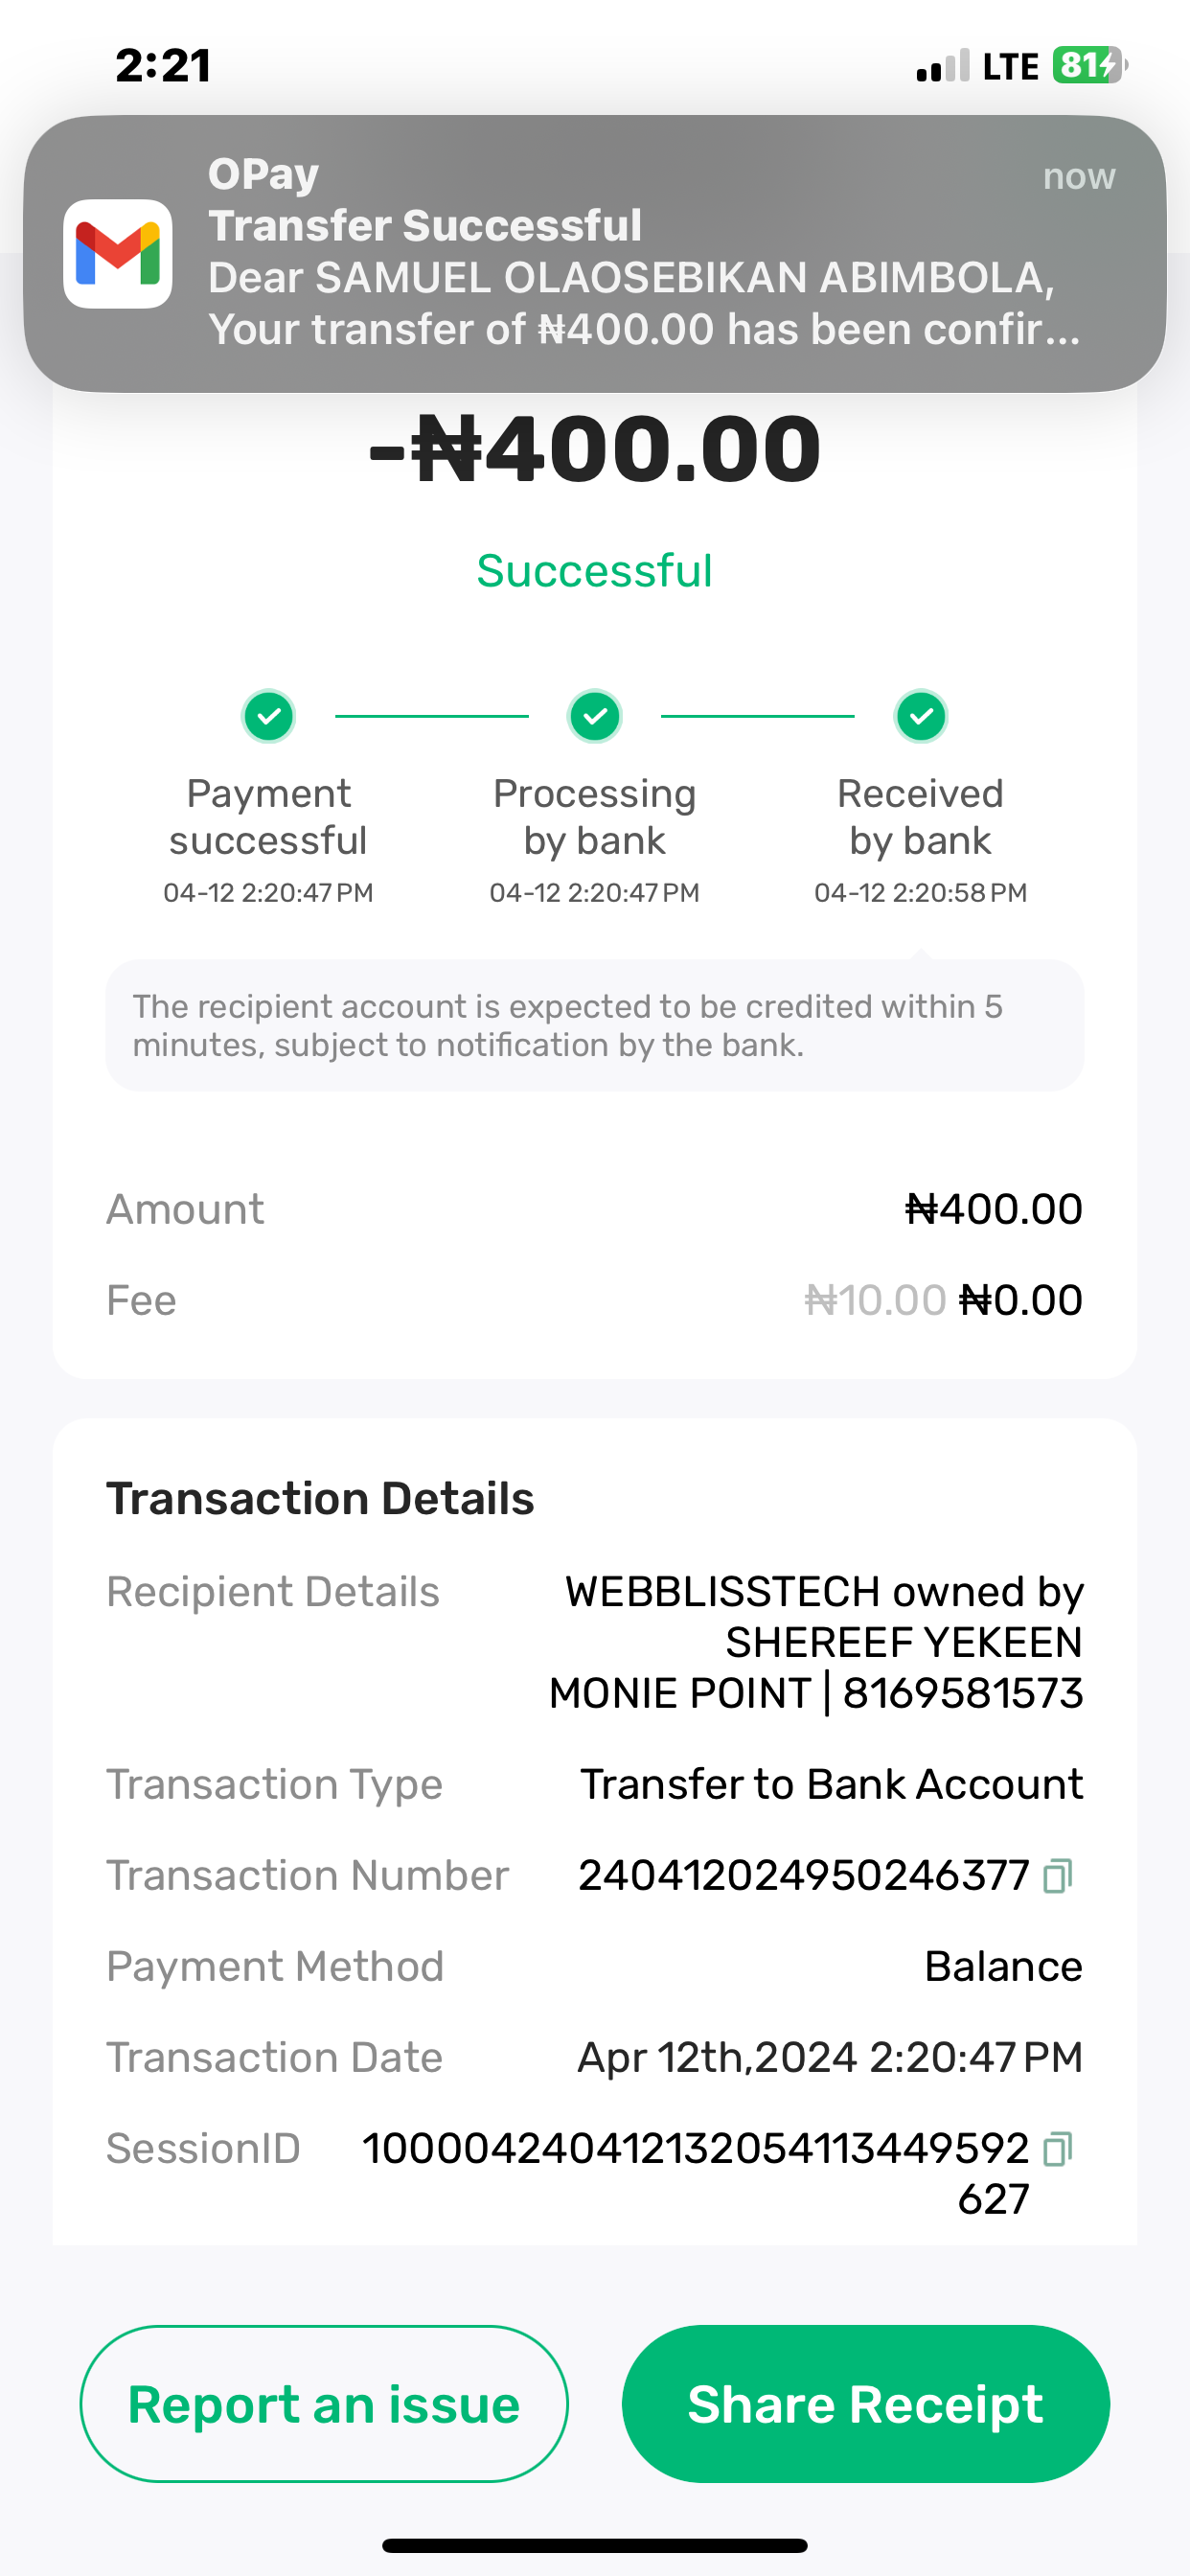 2:21
LTE 81
OPay now
Transfer Successful
Dear SAMUEL OLAOSEBIKAN ABIMBOLA,
Your transfer of ₦400.00 has been confir...
-₦400.00
Successful
Payment successful
Processing by bank
Received by bank
04-12 2:20:47 PM
04-12 2:20:47 PM
04-12 2:20:58 PM
The recipient account is expected to be credited within 5
minutes, subject to notification by the bank.
Amount ₦400.00
Fee ₦10.00 ₦0.00
Transaction Details
Recipient Details WEBBLISSTECH owned by
SHEREEF YEKEEN
MONIE POINT | 8169581573
Transaction Type Transfer to Bank Account
Transaction Number 240412024950246377
Payment Method Balance
Transaction Date Apr 12th,2024 2:20:47 PM
SessionID 100004240412132054113449592
627
Report an issue
Share Receipt